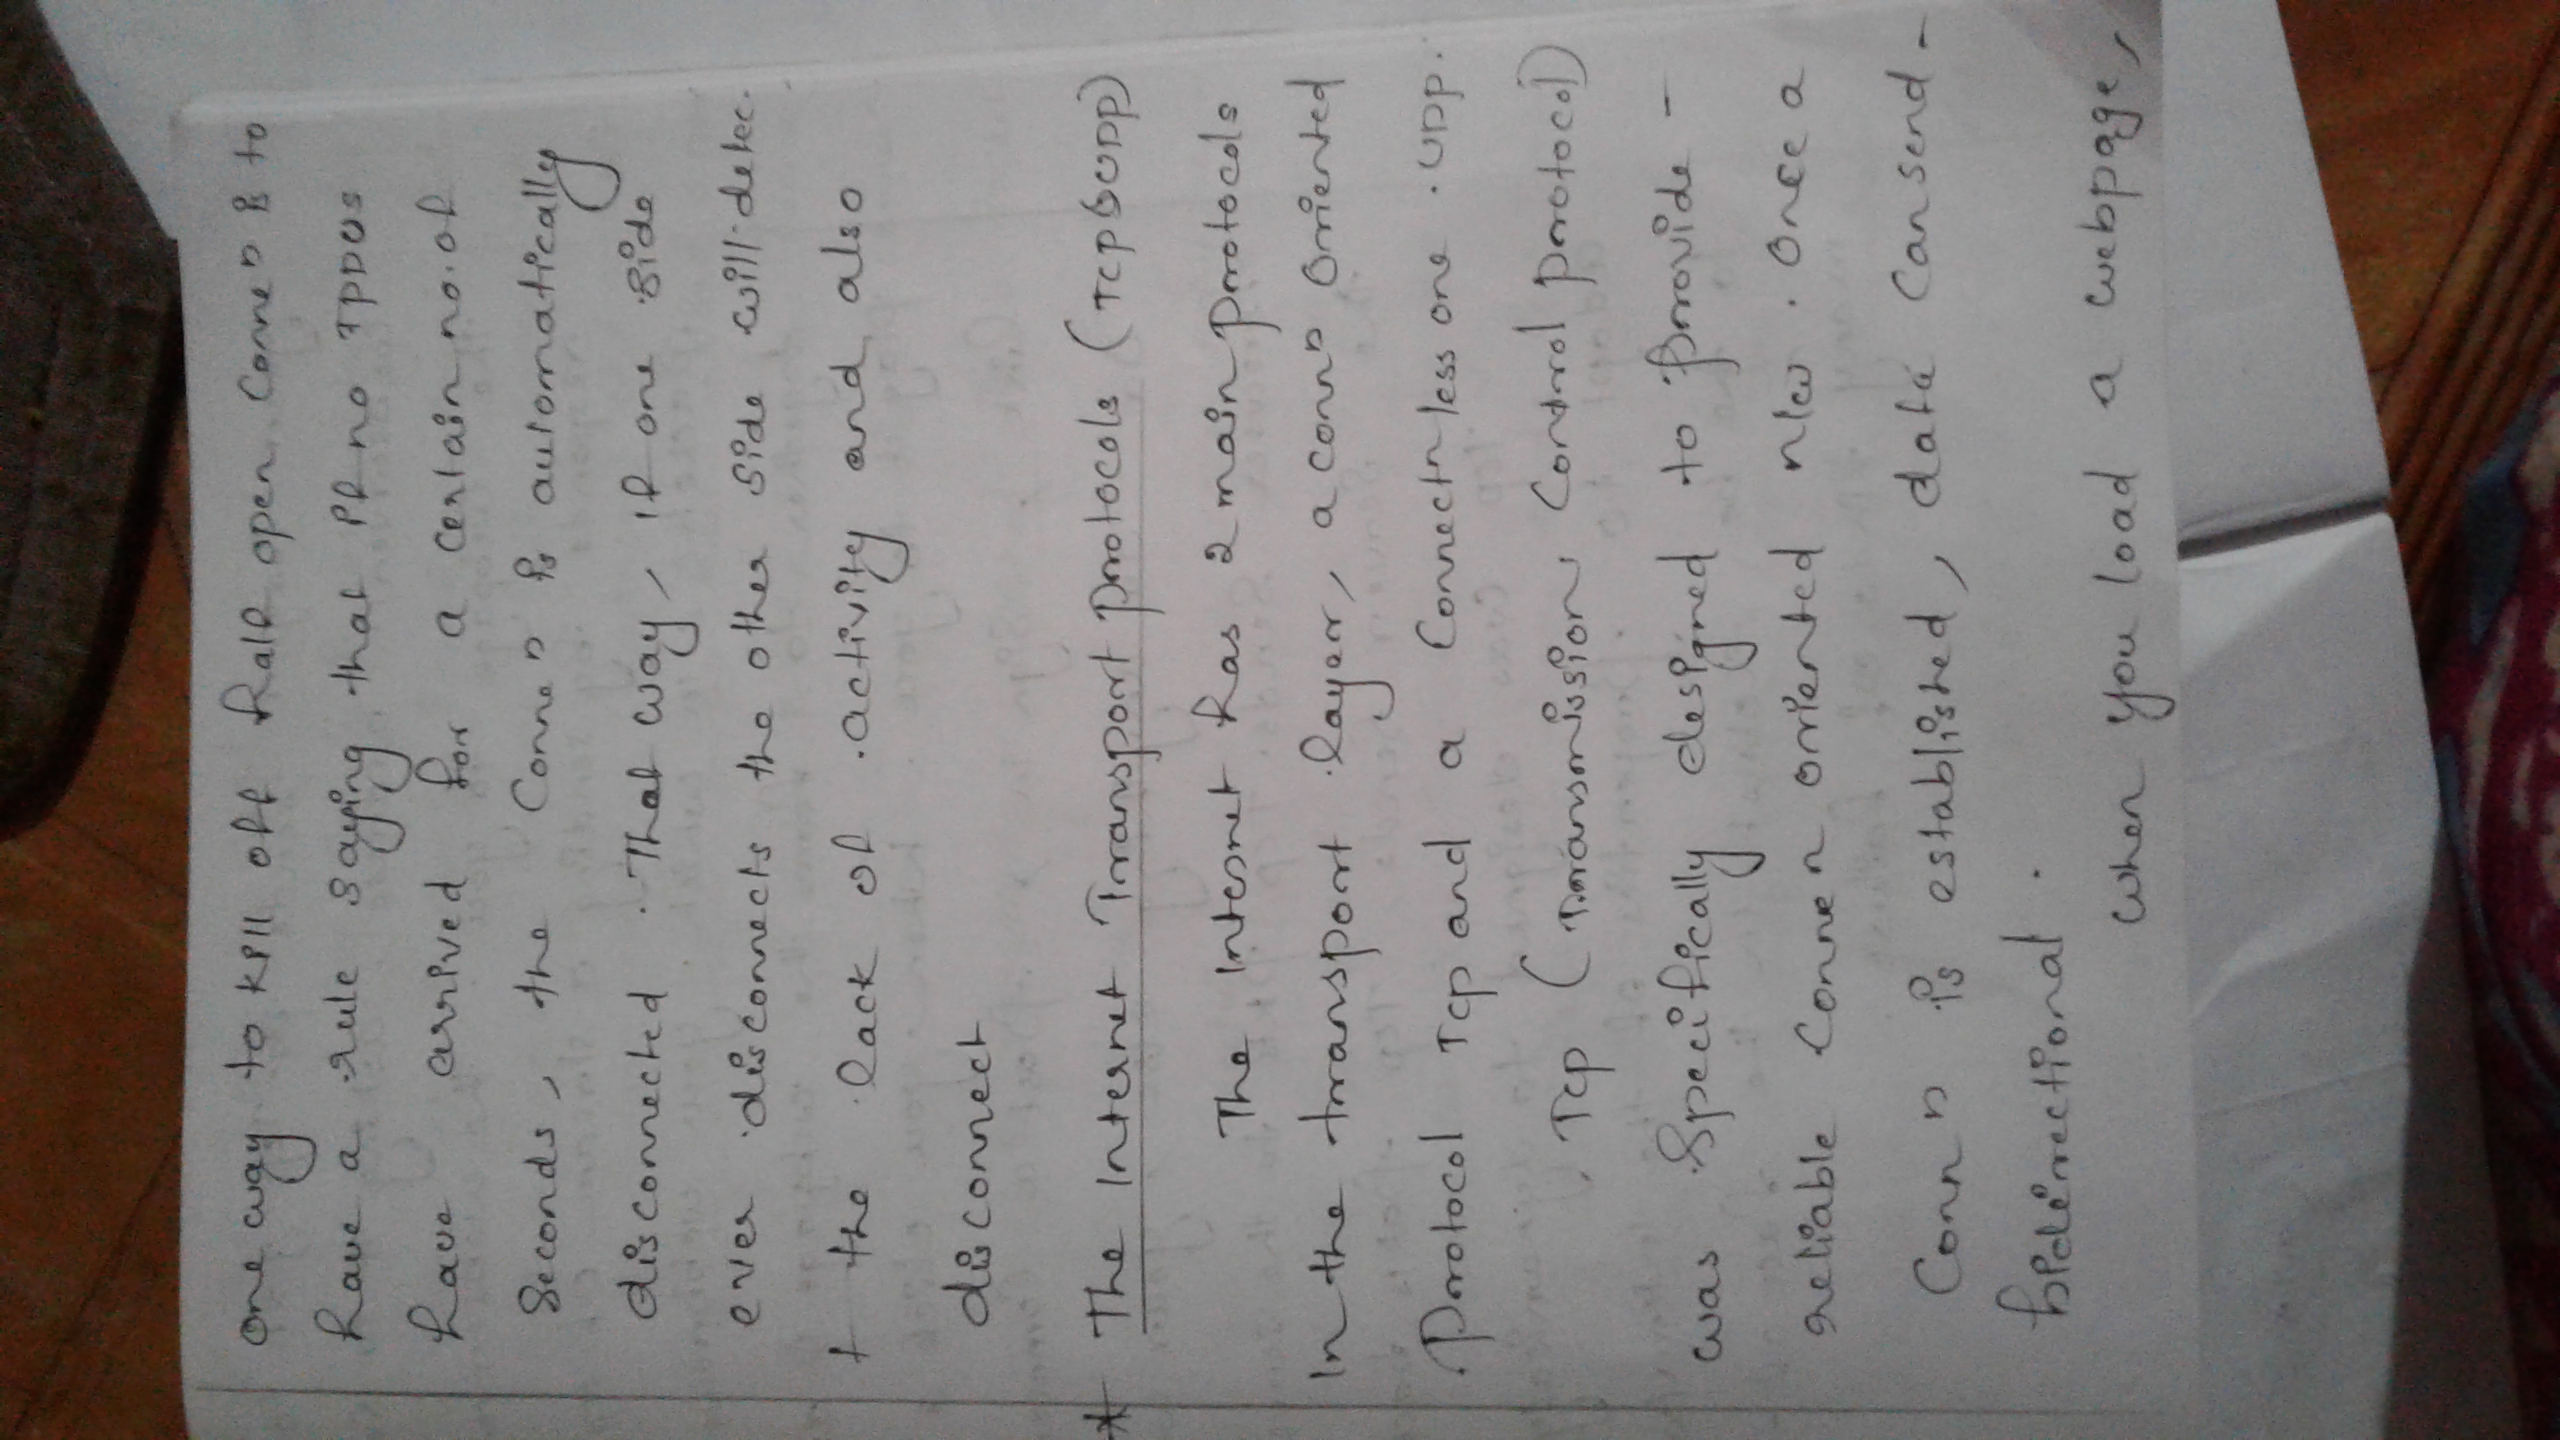 one way to kill off half open Conneⁿ is to
have a rule saying that if no TPDUs
have arrived for a certain no. of
Seconds, the Conneⁿ is automatically
disconnected. That way, if one side
ever disconnects the other side will detec-
t the lack of activity and also
disconnect
* The Internet Transport protocols (TCP & UDP)
The Internet has 2 main protocols
In the transport layer, a connⁿ oriented
Protocol TCP and a Connectⁿ less one . UDP.
TCP (Transmission Control protocol)
was Specifically designed to provide -
reliable Connen oriented n/w . Once a
Connⁿ is established, data can send -
bidirectional .
when you load a webpage,